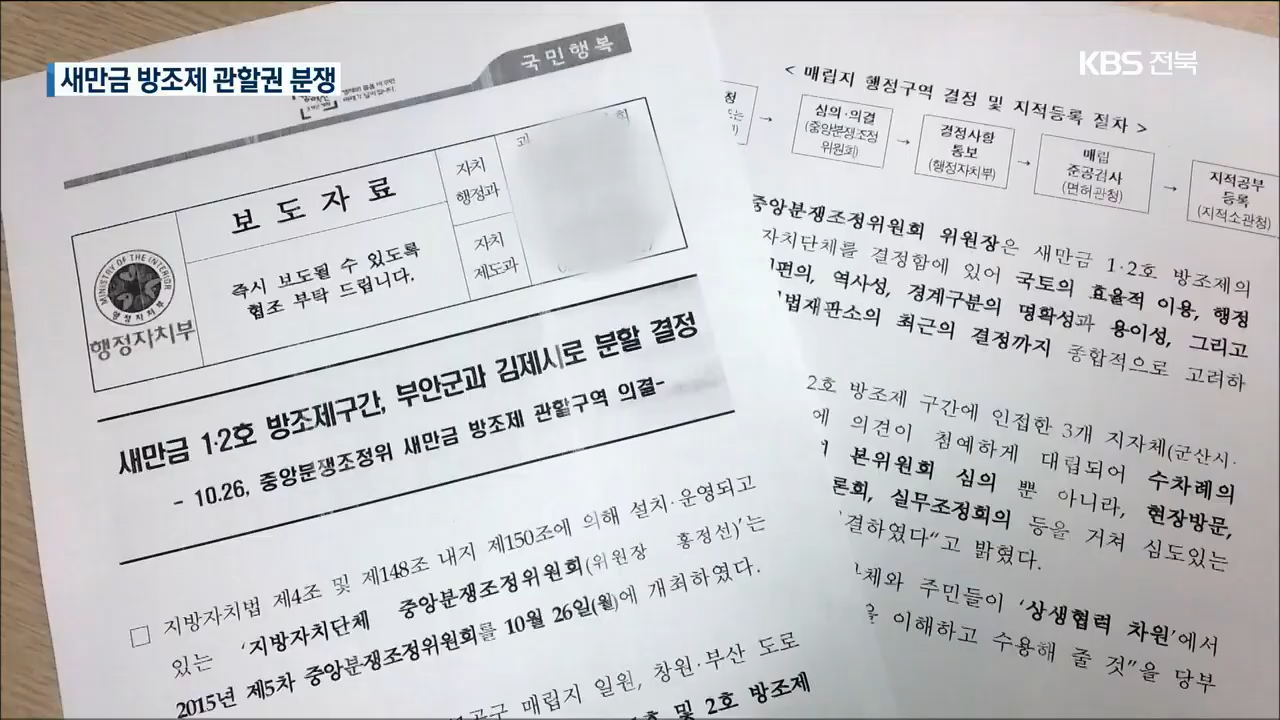 새만금 방조제 관할권 분쟁
KBS 전북
국민행복
보 도 자 료
자치
행정과
자치
제도과
즉시 보도될 수 있도록
협조 부탁 드립니다.
MINISTRY OF THE INTERIOR
행정자치부
행정자치부
새만금 1·2호 방조제구간, 부안군과 김제시로 분할 결정
- 10.26, 중앙분쟁조정위 새만금 방조제 관할구역 의결-
□ 지방자치법 제4조 및 제148조 내지 제150조에 의해 설치·운영되고
있는 '지방자치단체 중앙분쟁조정위원회(위원장 홍정선)'는
2015년 제5차 중앙분쟁조정위원회를 10월 26일(월)에 개최하였다.
매립지 일원, 창원·부산 도로
및 2호 방조제
< 매립지 행정구역 결정 및 지적등록 절차 >
→
심의·의결
(중앙분쟁조정
위원회)
→
결정사항
통보
(행정자치부)
→
매립
준공검사
(면허관청)
→
지적공부
등록
(지적소관청)
중앙분쟁조정위원회 위원장은 새만금 1·2호 방조제의
자치단체를 결정함에 있어 국토의 효율적 이용, 행정
편의, 역사성, 경계구분의 명확성과 용이성, 그리고
법재판소의 최근의 결정까지 종합적으로 고려하
2호 방조제 구간에 인접한 3개 지자체(군산시·
에 의견이 첨예하게 대립되어 수차례의
본위원회 심의 뿐 아니라, 현장방문,
론회, 실무조정회의 등을 거쳐 심도있는
결하였다"고 밝혔다.
체와 주민들이 '상생협력 차원'에서
이해하고 수용해 줄 것"을 당부